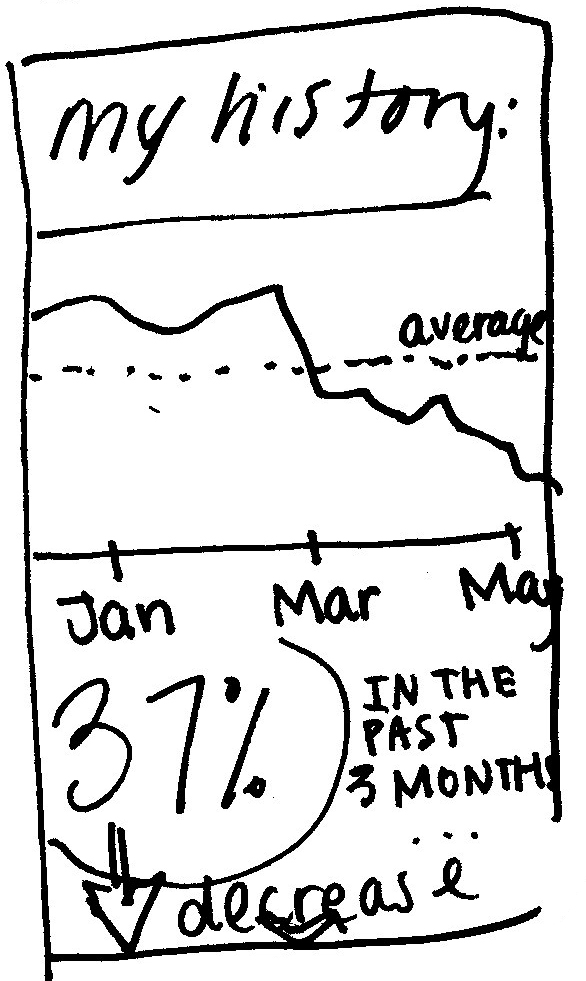 my history:
average
Jan Mar May
37%
IN THE
PAST
3 MONTHS
...
decrease